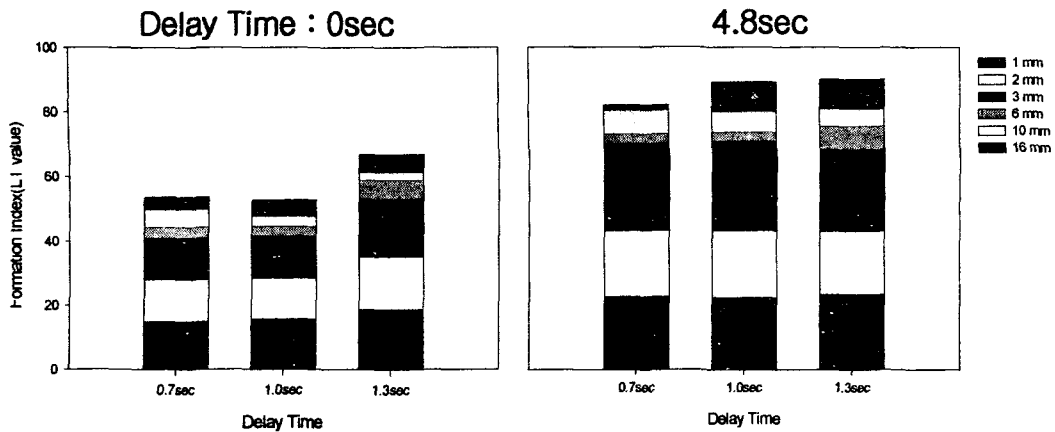 Delay Time : 0sec
4.8sec
100
80
60
40
20
0
Formation Index(LT value)
0.7sec
1.0sec
1.3sec
Delay Time
0.7sec
1.0sec
1.3sec
Delay Time
1 mm
2 mm
3 mm
6 mm
10 mm
16 mm